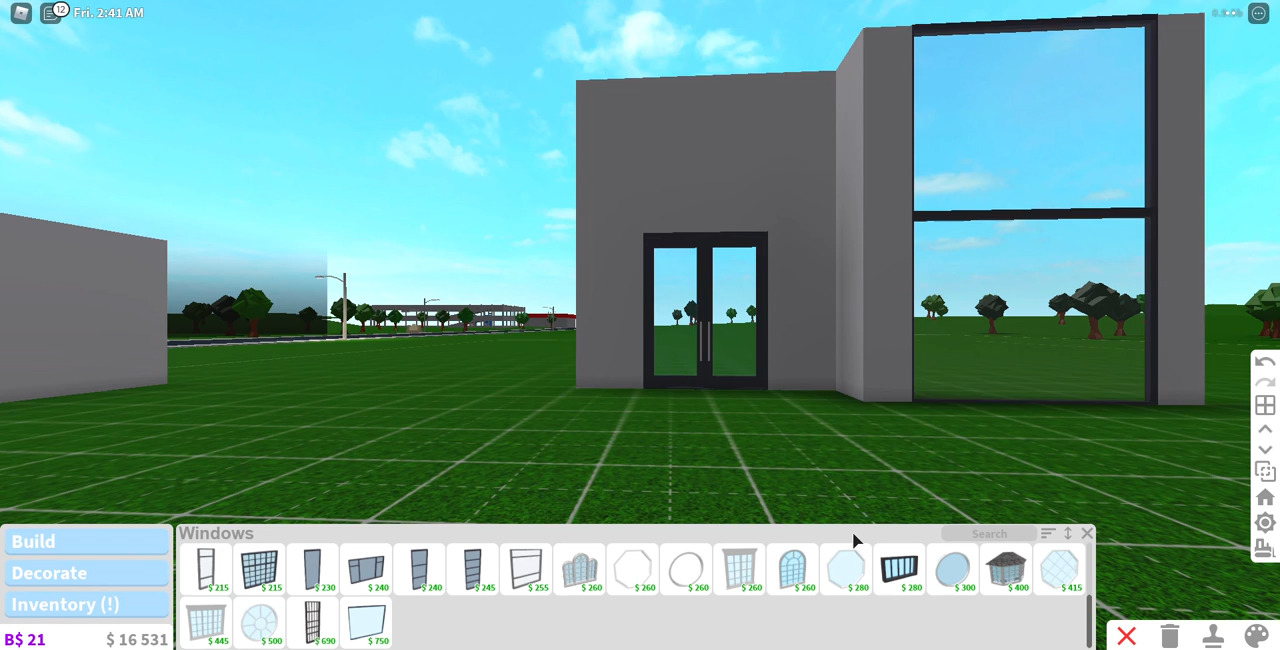 12 Fri. 2:41 AM
Windows
Search
Build
Decorate
Inventory (!)
B$ 21 $ 16 531
$ 215 $ 215 $ 230 $ 240 $ 240 $ 245 $ 255 $ 260 $ 260 $ 260 $ 260 $ 260 $ 280 $ 280 $ 300 $ 400 $ 415
$ 445 $ 500 $ 690 $ 750